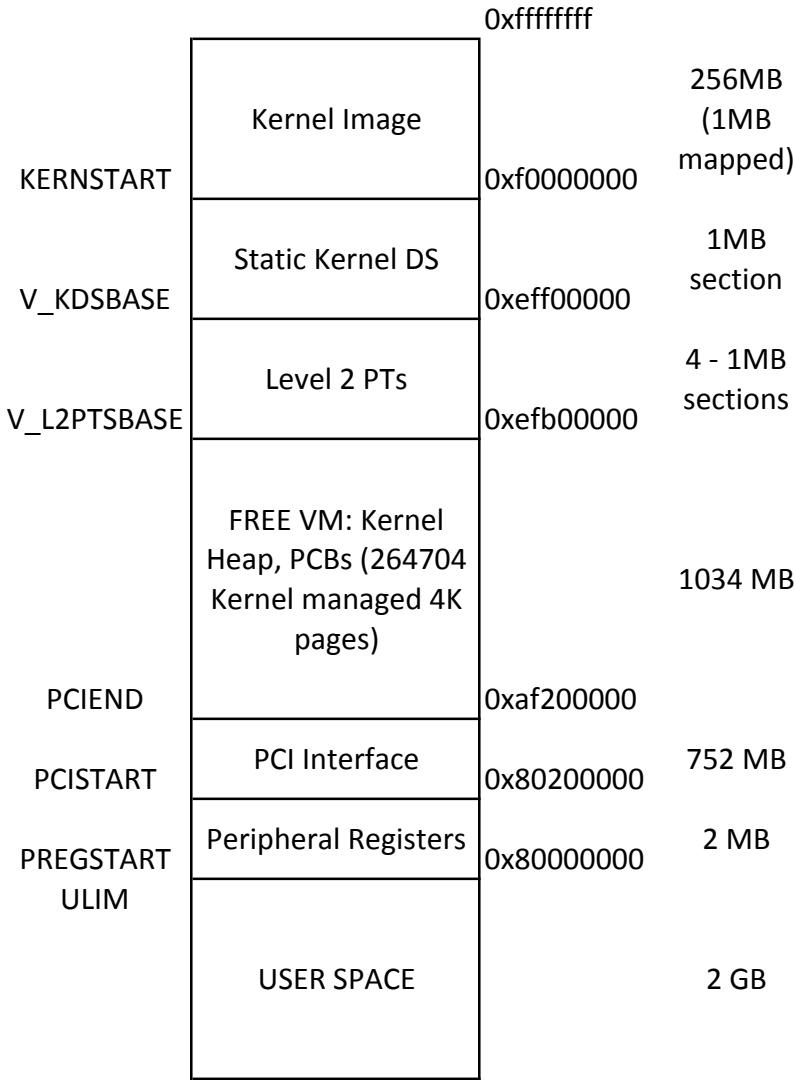 0xffffffff
Kernel Image
256MB
(1MB
mapped)
KERNSTART
0xf0000000
Static Kernel DS
1MB
section
V_KDSBASE
0xeff00000
Level 2 PTs
4 - 1MB
sections
V_L2PTSBASE
0xefb00000
FREE VM: Kernel
Heap, PCBs (264704
Kernel managed 4K
pages)
1034 MB
PCIEND
0xaf200000
PCI Interface
752 MB
PCISTART
0x80200000
Peripheral Registers
2 MB
PREGSTART
ULIM
0x80000000
USER SPACE
2 GB